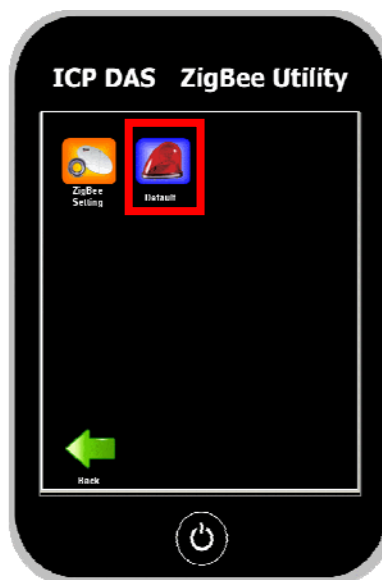 ICP DAS ZigBee Utility
ZigBee
Setting
Default
Back